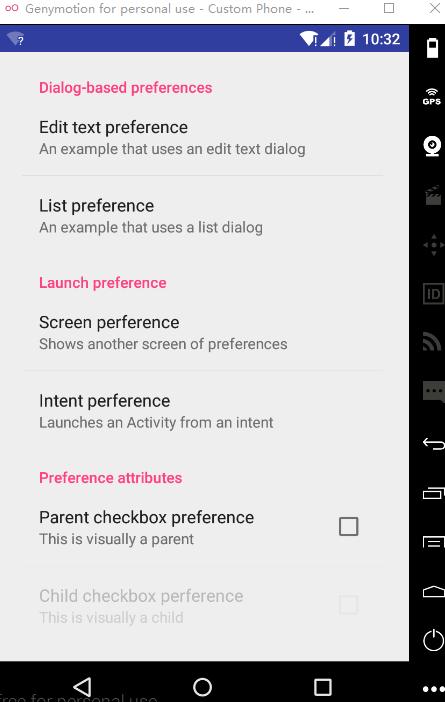 Genymotion for personal use - Custom Phone - ...
10:32
GPS
Dialog-based preferences
Edit text preference
An example that uses an edit text dialog
List preference
An example that uses a list dialog
Launch preference
Screen perference
Shows another screen of preferences
Intent perference
Launches an Activity from an intent
ID
Preference attributes
Parent checkbox preference
This is visually a parent
Child checkbox perference
This is visually a child
free for personal use